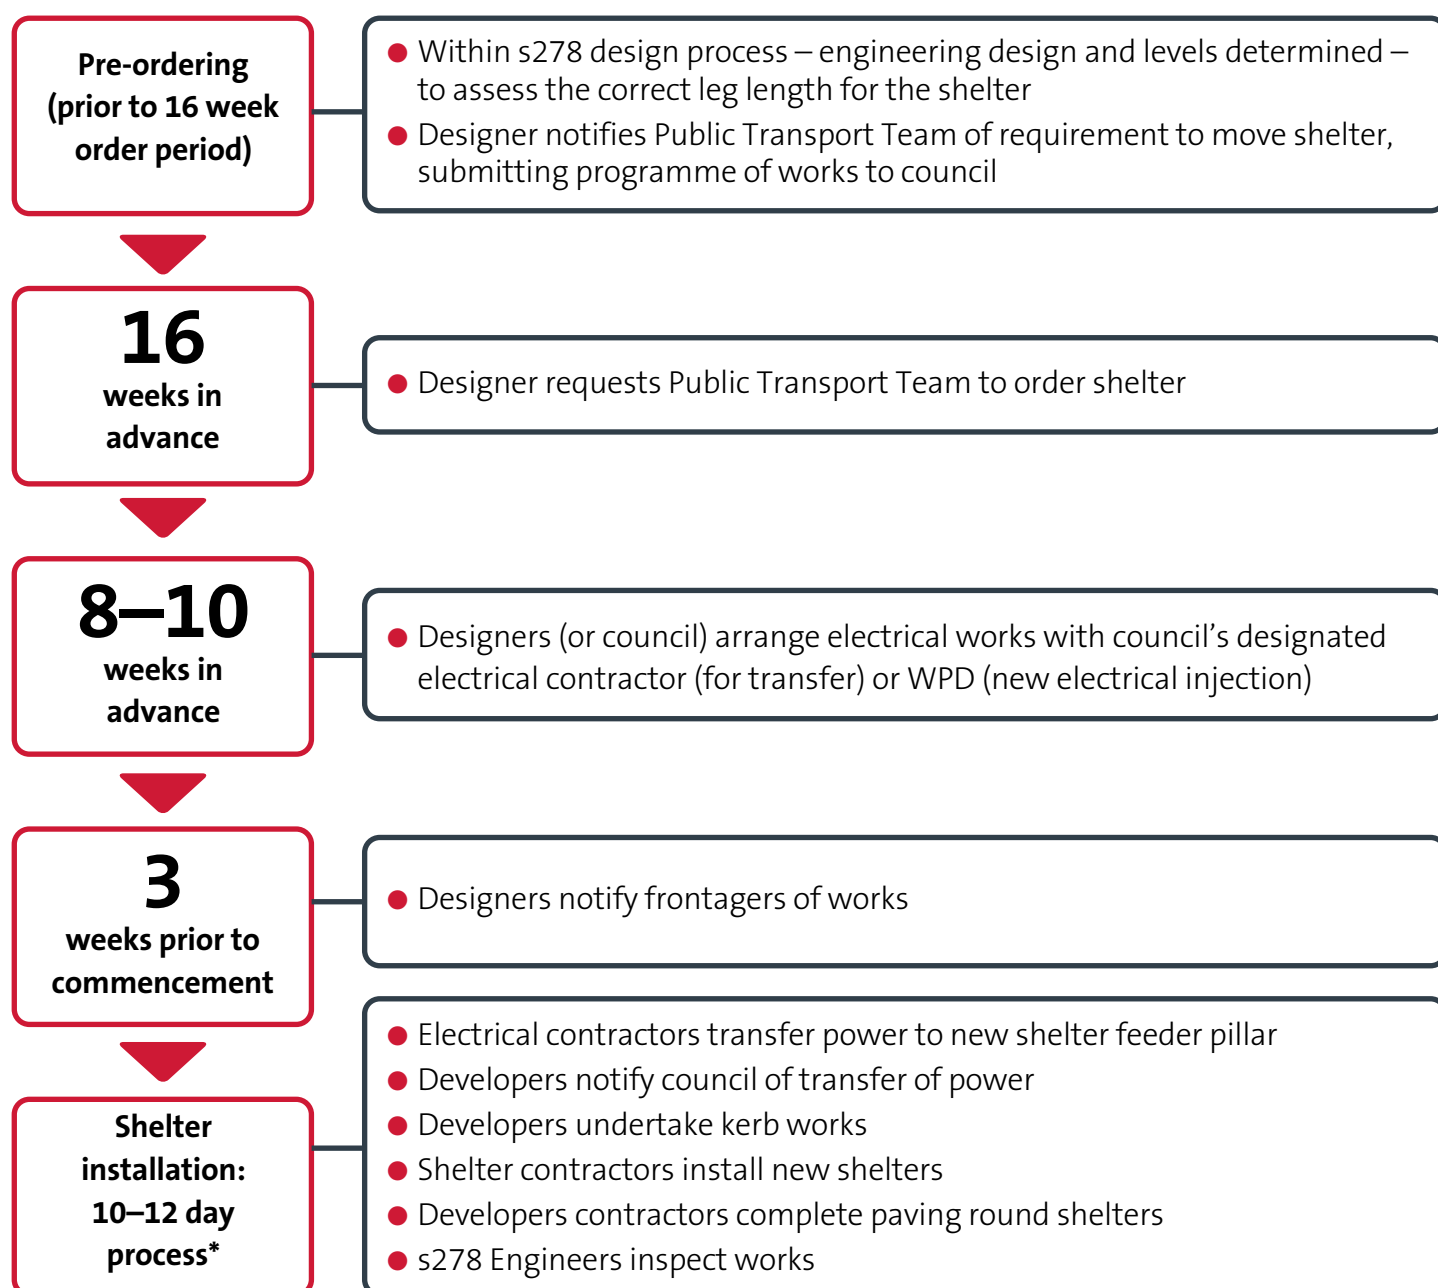 Pre-ordering
(prior to 16 week
order period)
● Within s278 design process – engineering design and levels determined –
to assess the correct leg length for the shelter
● Designer notifies Public Transport Team of requirement to move shelter,
submitting programme of works to council
16
weeks in
advance
● Designer requests Public Transport Team to order shelter
8–10
weeks in
advance
● Designers (or council) arrange electrical works with council’s designated
electrical contractor (for transfer) or WPD (new electrical injection)
3
weeks prior to
commencement
● Designers notify frontagers of works
Shelter
installation:
10–12 day
process*
● Electrical contractors transfer power to new shelter feeder pillar
● Developers notify council of transfer of power
● Developers undertake kerb works
● Shelter contractors install new shelters
● Developers contractors complete paving round shelters
● s278 Engineers inspect works